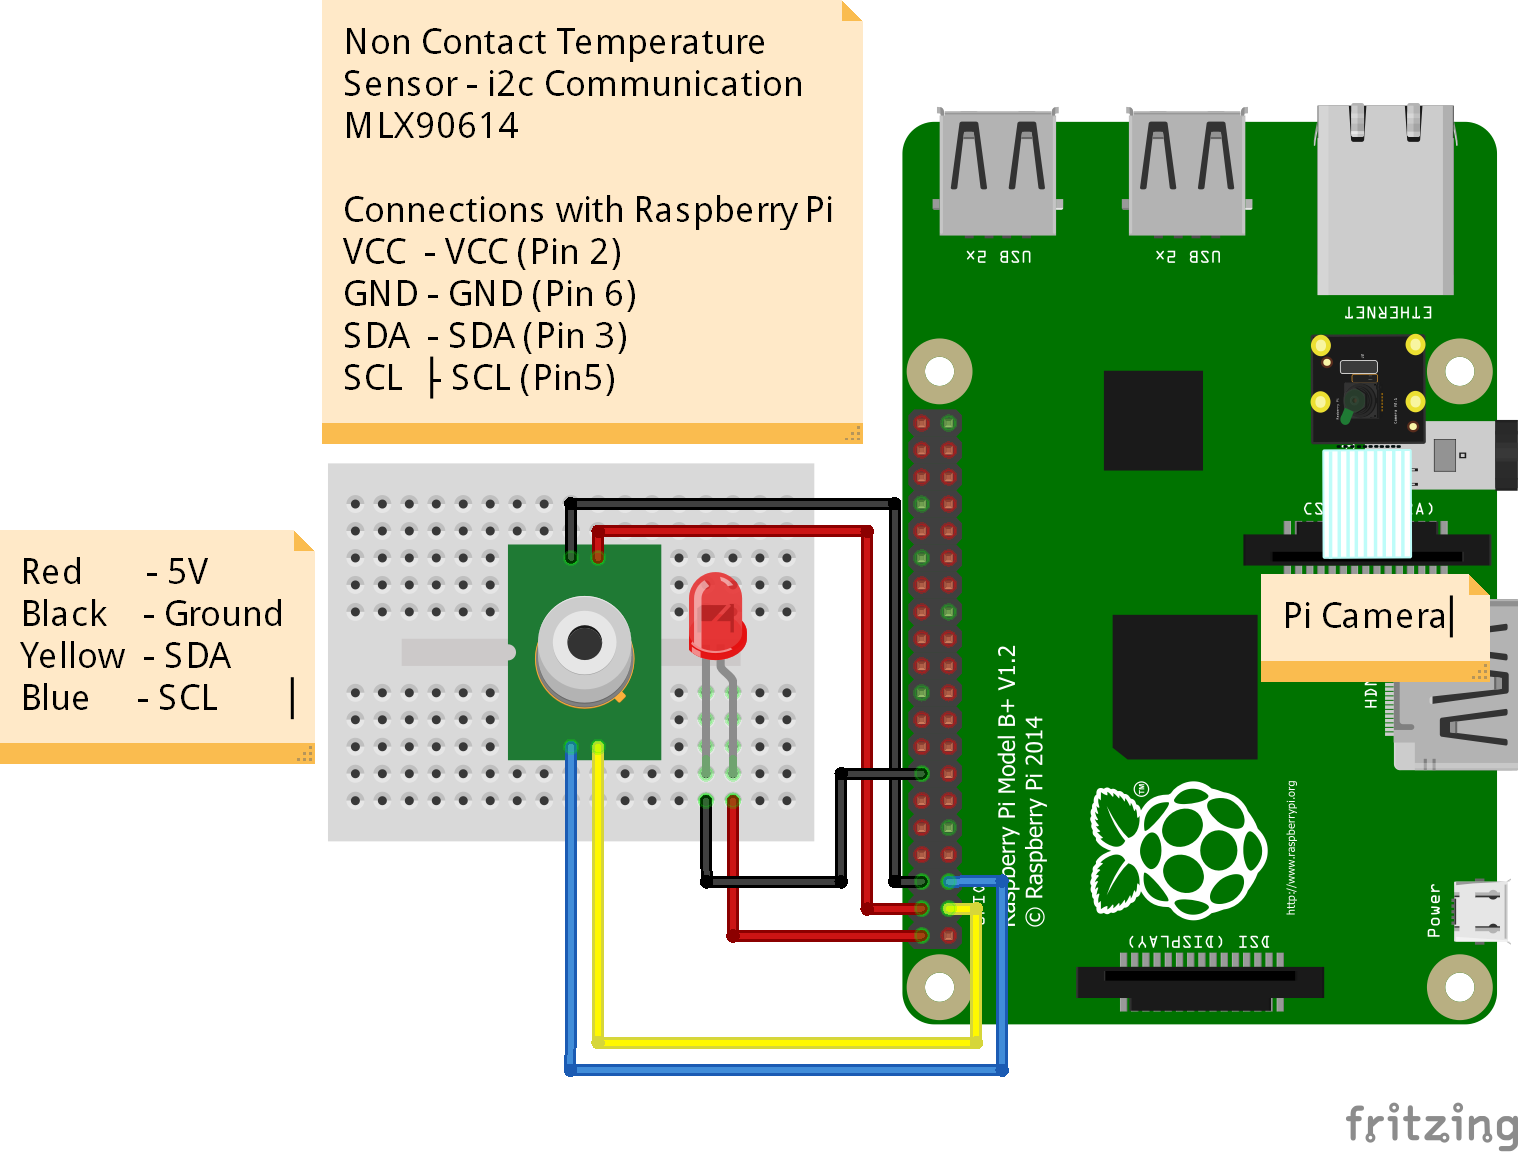 Non Contact Temperature
Sensor - i2c Communication
MLX90614
Connections with Raspberry Pi
VCC - VCC (Pin 2)
GND - GND (Pin 6)
SDA - SDA (Pin 3)
SCL - SCL (Pin5)
Red - 5V
Black - Ground
Yellow - SDA
Blue - SCL
USB 2x
USB 2x
ETHERNET
Pi Camera
HDMI
Raspberry Pi Model B+ V1.2
© Raspberry Pi 2014
TM
http://www.raspberrypi.org
Power
GPIO
DSI (DISPLAY)
fritzing